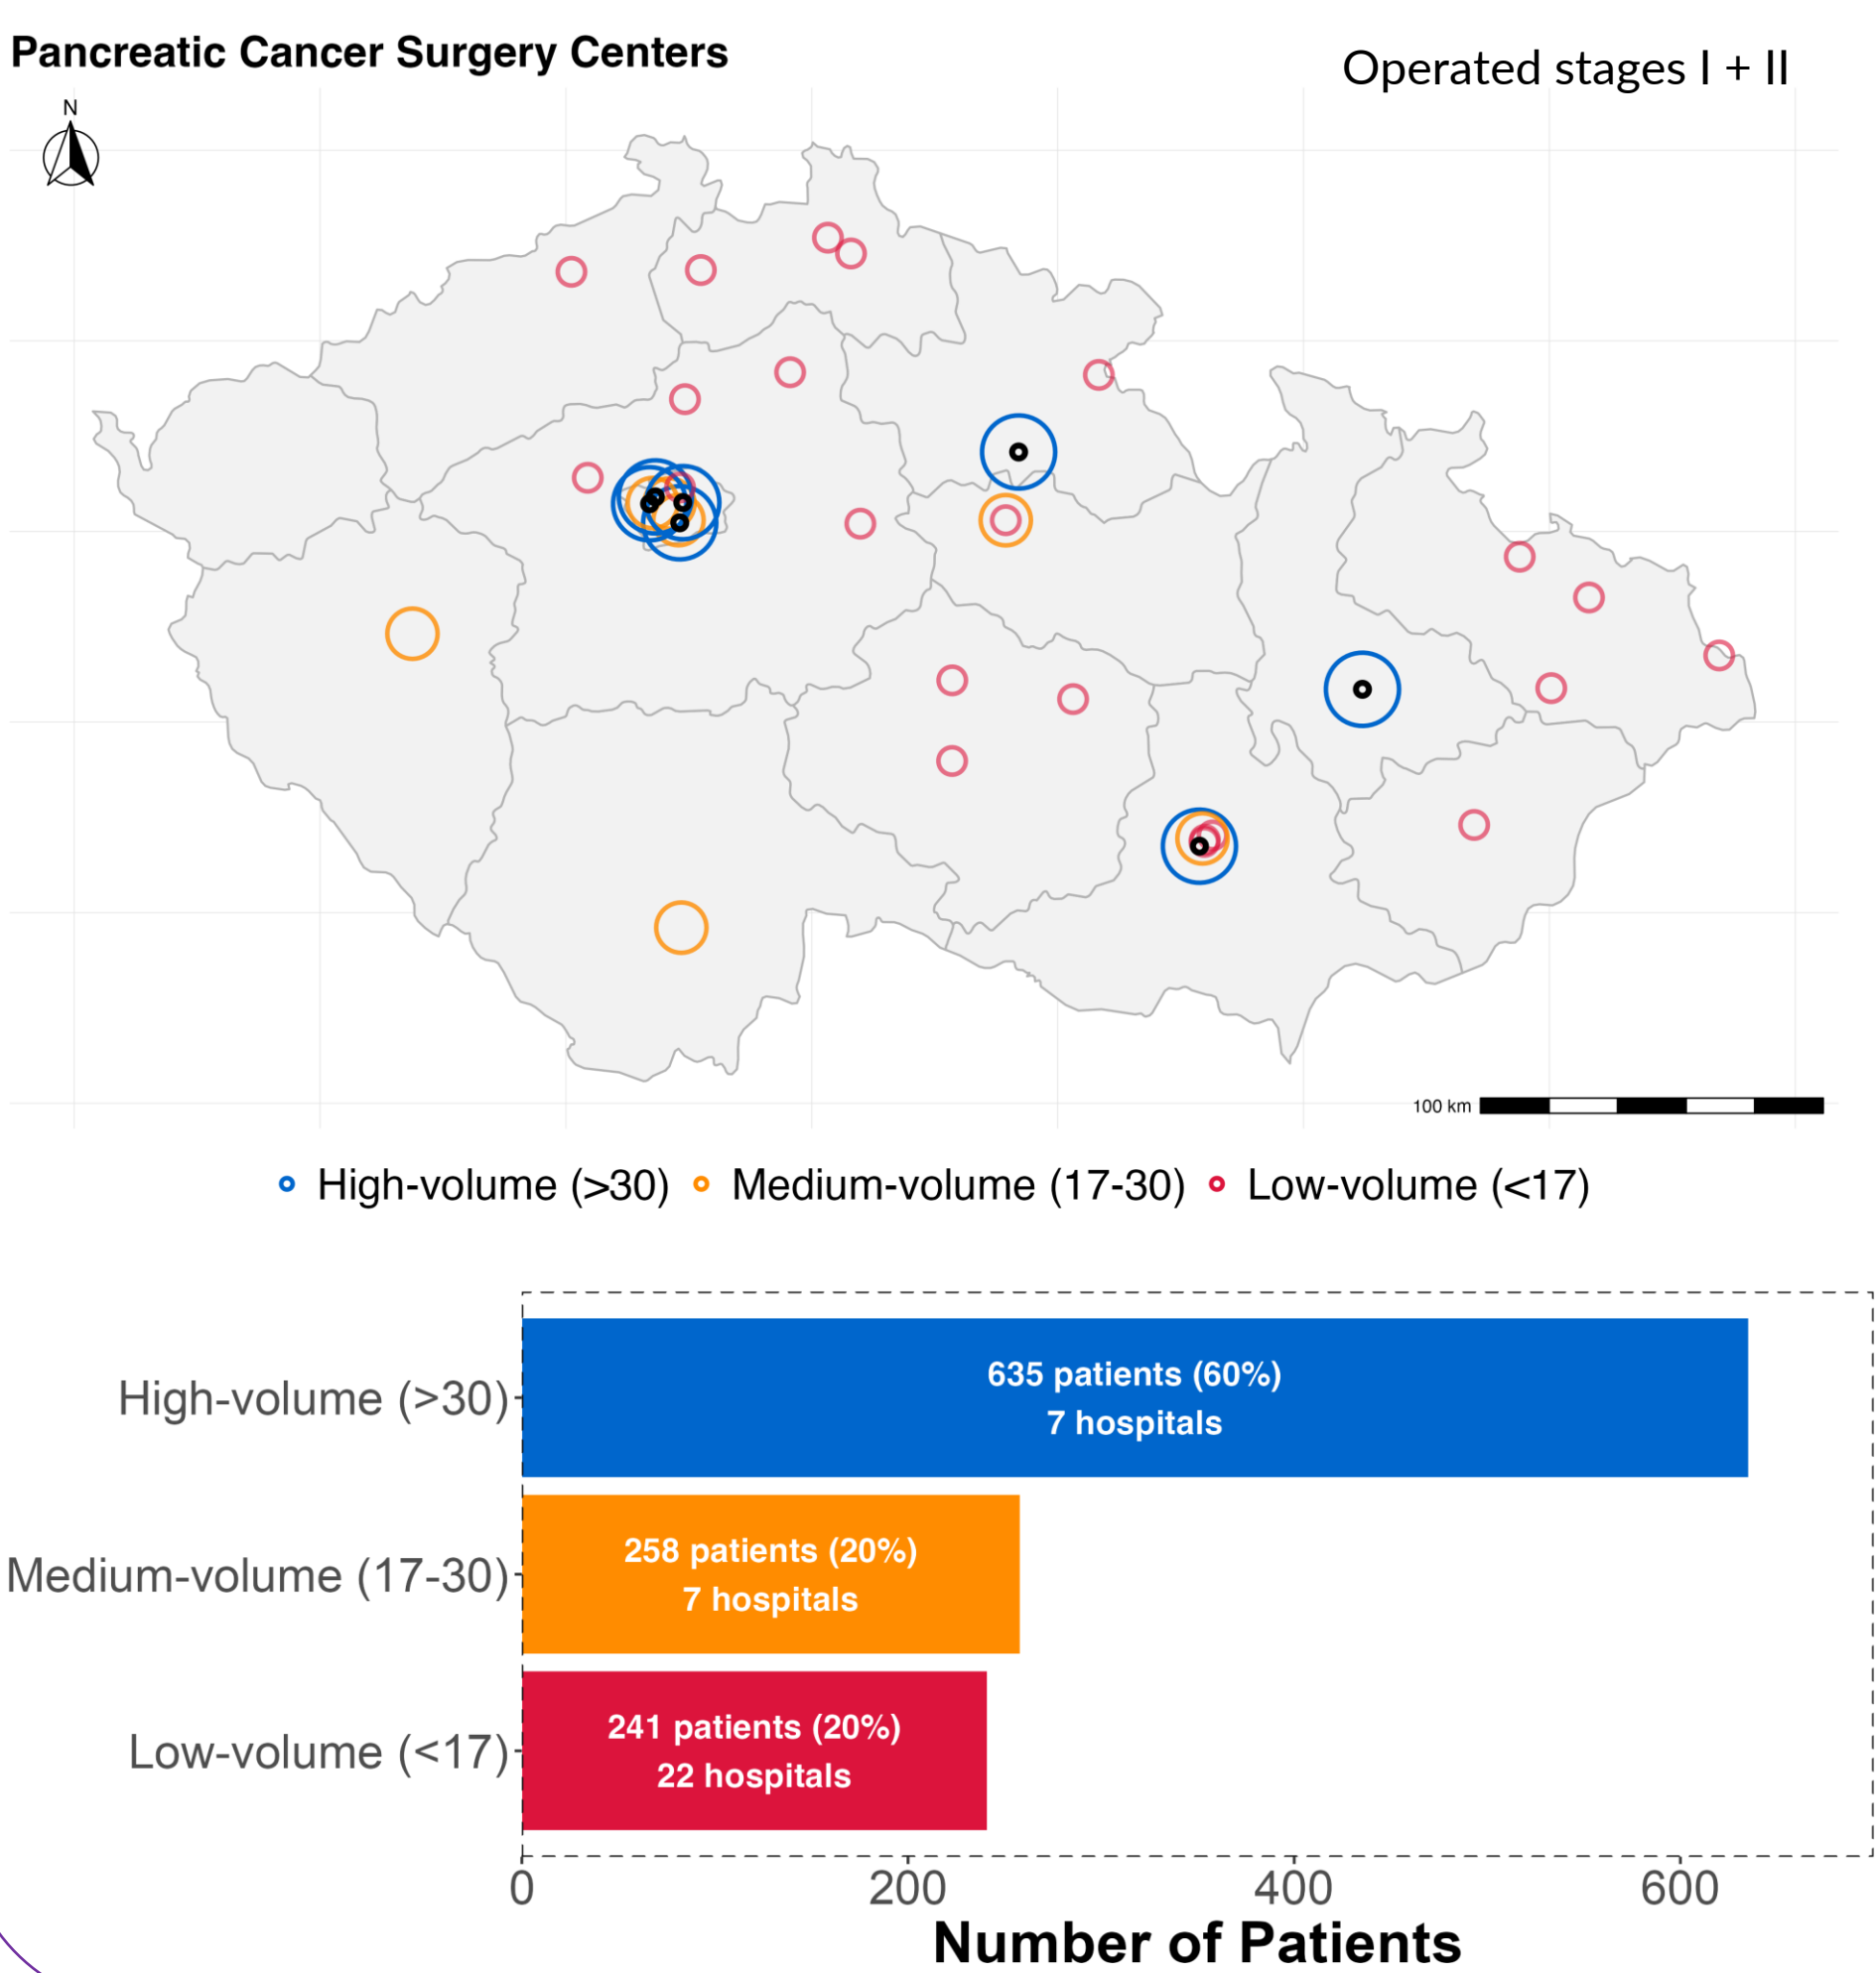 Pancreatic Cancer Surgery Centers
Operated stages I + II
N
100 km
High-volume (>30) Medium-volume (17-30) Low-volume (<17)
High-volume (>30)
635 patients (60%)
7 hospitals
Medium-volume (17-30)
258 patients (20%)
7 hospitals
Low-volume (<17)
241 patients (20%)
22 hospitals
0 200 400 600
Number of Patients